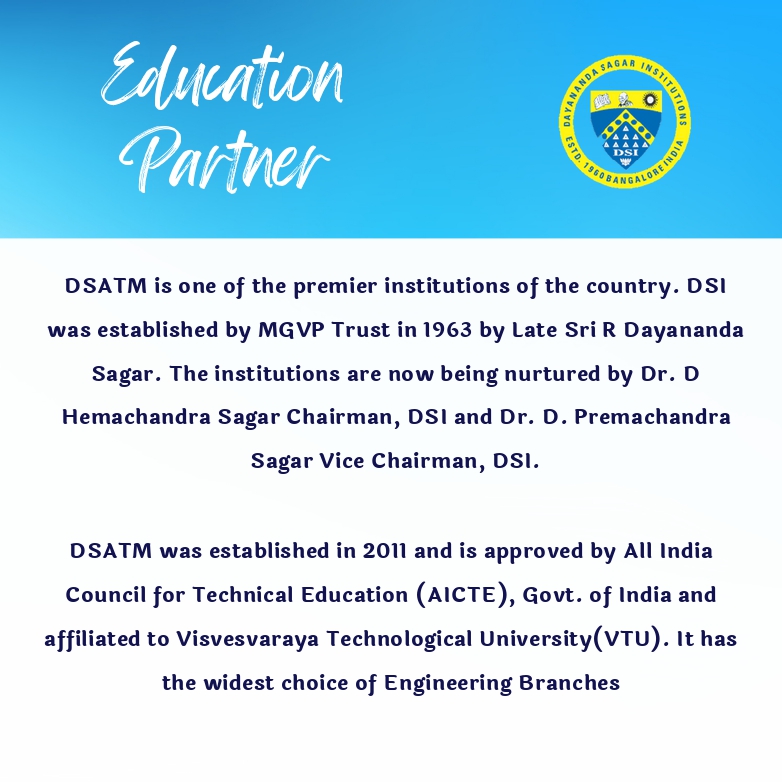 Education
Partner
DAYANANDA SAGAR INSTITUTIONS
ESTD. 1960 BANGALORE INDIA
DSI
DSATM is one of the premier institutions of the country. DSI
was established by MGVP Trust in 1963 by Late Sri R Dayananda
Sagar. The institutions are now being nurtured by Dr. D
Hemachandra Sagar Chairman, DSI and Dr. D. Premachandra
Sagar Vice Chairman, DSI.
DSATM was established in 2011 and is approved by All India
Council for Technical Education (AICTE), Govt. of India and
affiliated to Visvesvaraya Technological University(VTU). It has
the widest choice of Engineering Branches